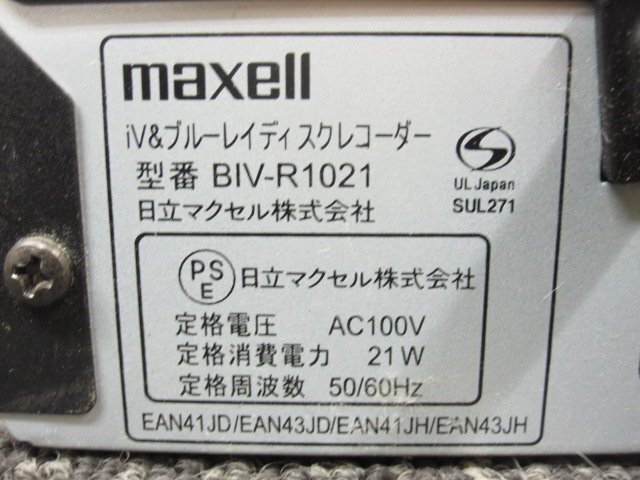 maxell
iV&ブルーレイディスクレコーダー
型番 BIV-R1021
日立マクセル株式会社
S
UL Japan
SUL271
PS
E
日立マクセル株式会社
定格電圧 AC100V
定格消費電力 21W
定格周波数 50/60Hz
EAN41JD/EAN43JD/EAN41JH/EAN43JH